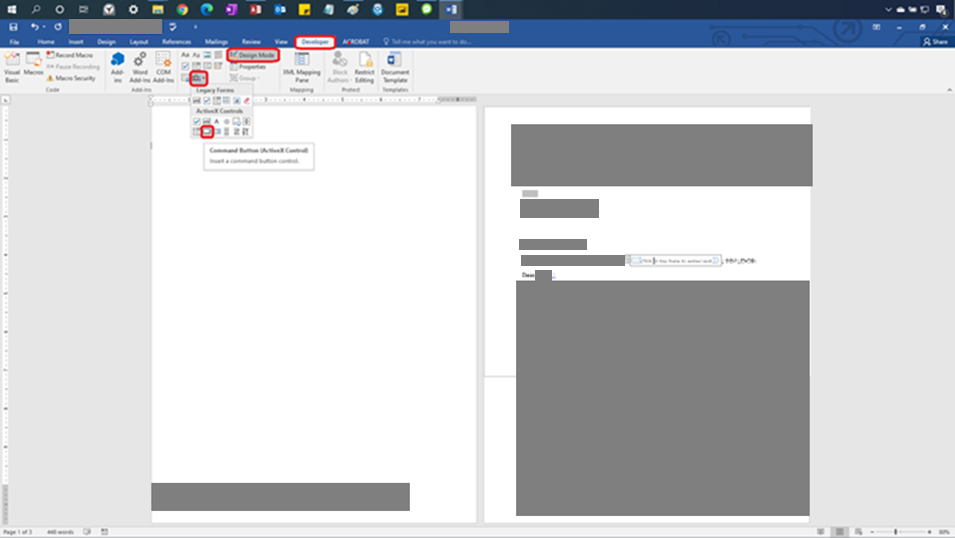 File Home Insert Design Layout References Mailings Review View Developer ACROBAT Tell me what you want to do... Share
Visual Basic
Macros
Record Macro
Pause Recording
Macro Security
Code
Add-ins
Word Add-ins
COM Add-Ins
Add-ins
Aa Aa
Design Mode
Properties
Group
XML Mapping Pane
Mapping
Block Authors
Restrict Editing
Protect
Document Template
Templates
Legacy Forms
ActiveX Controls
Command Button (ActiveX Control)
Insert a command button control.
Dear
Page 1 of 3 440 words
80%